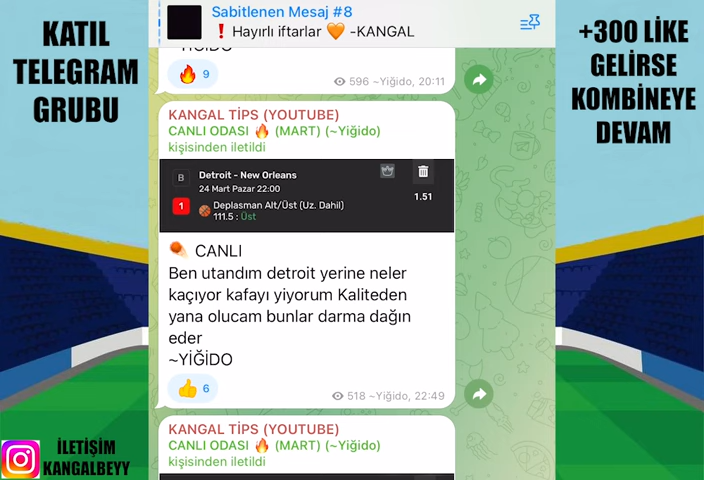 KATIL
TELEGRAM
GRUBU
Sabitlenen Mesaj #8
❗ Hayırlı iftarlar 🧡 -KANGAL
+300 LİKE
GELİRSE
KOMBİNEYE
DEVAM
~YİĞİDO
🔥 9
596 ~Yiğido, 20:11
KANGAL TİPS (YOUTUBE)
CANLI ODASI 🔥 (MART) (~Yiğido)
kişisinden iletildi
B
Detroit - New Orleans
24 Mart Pazar 22:00
1.51
1
Deplasman Alt/Üst (Uz. Dahil)
111.5 : Üst
CANLI
Ben utandım detroit yerine neler
kaçıyor kafayı yiyorum Kaliteden
yana olucam bunlar darma dağın
eder
~YİĞİDO
👍 6
518 ~Yiğido, 22:49
KANGAL TİPS (YOUTUBE)
CANLI ODASI 🔥 (MART) (~Yiğido)
kişisinden iletildi
İLETİŞİM
KANGALBEYY